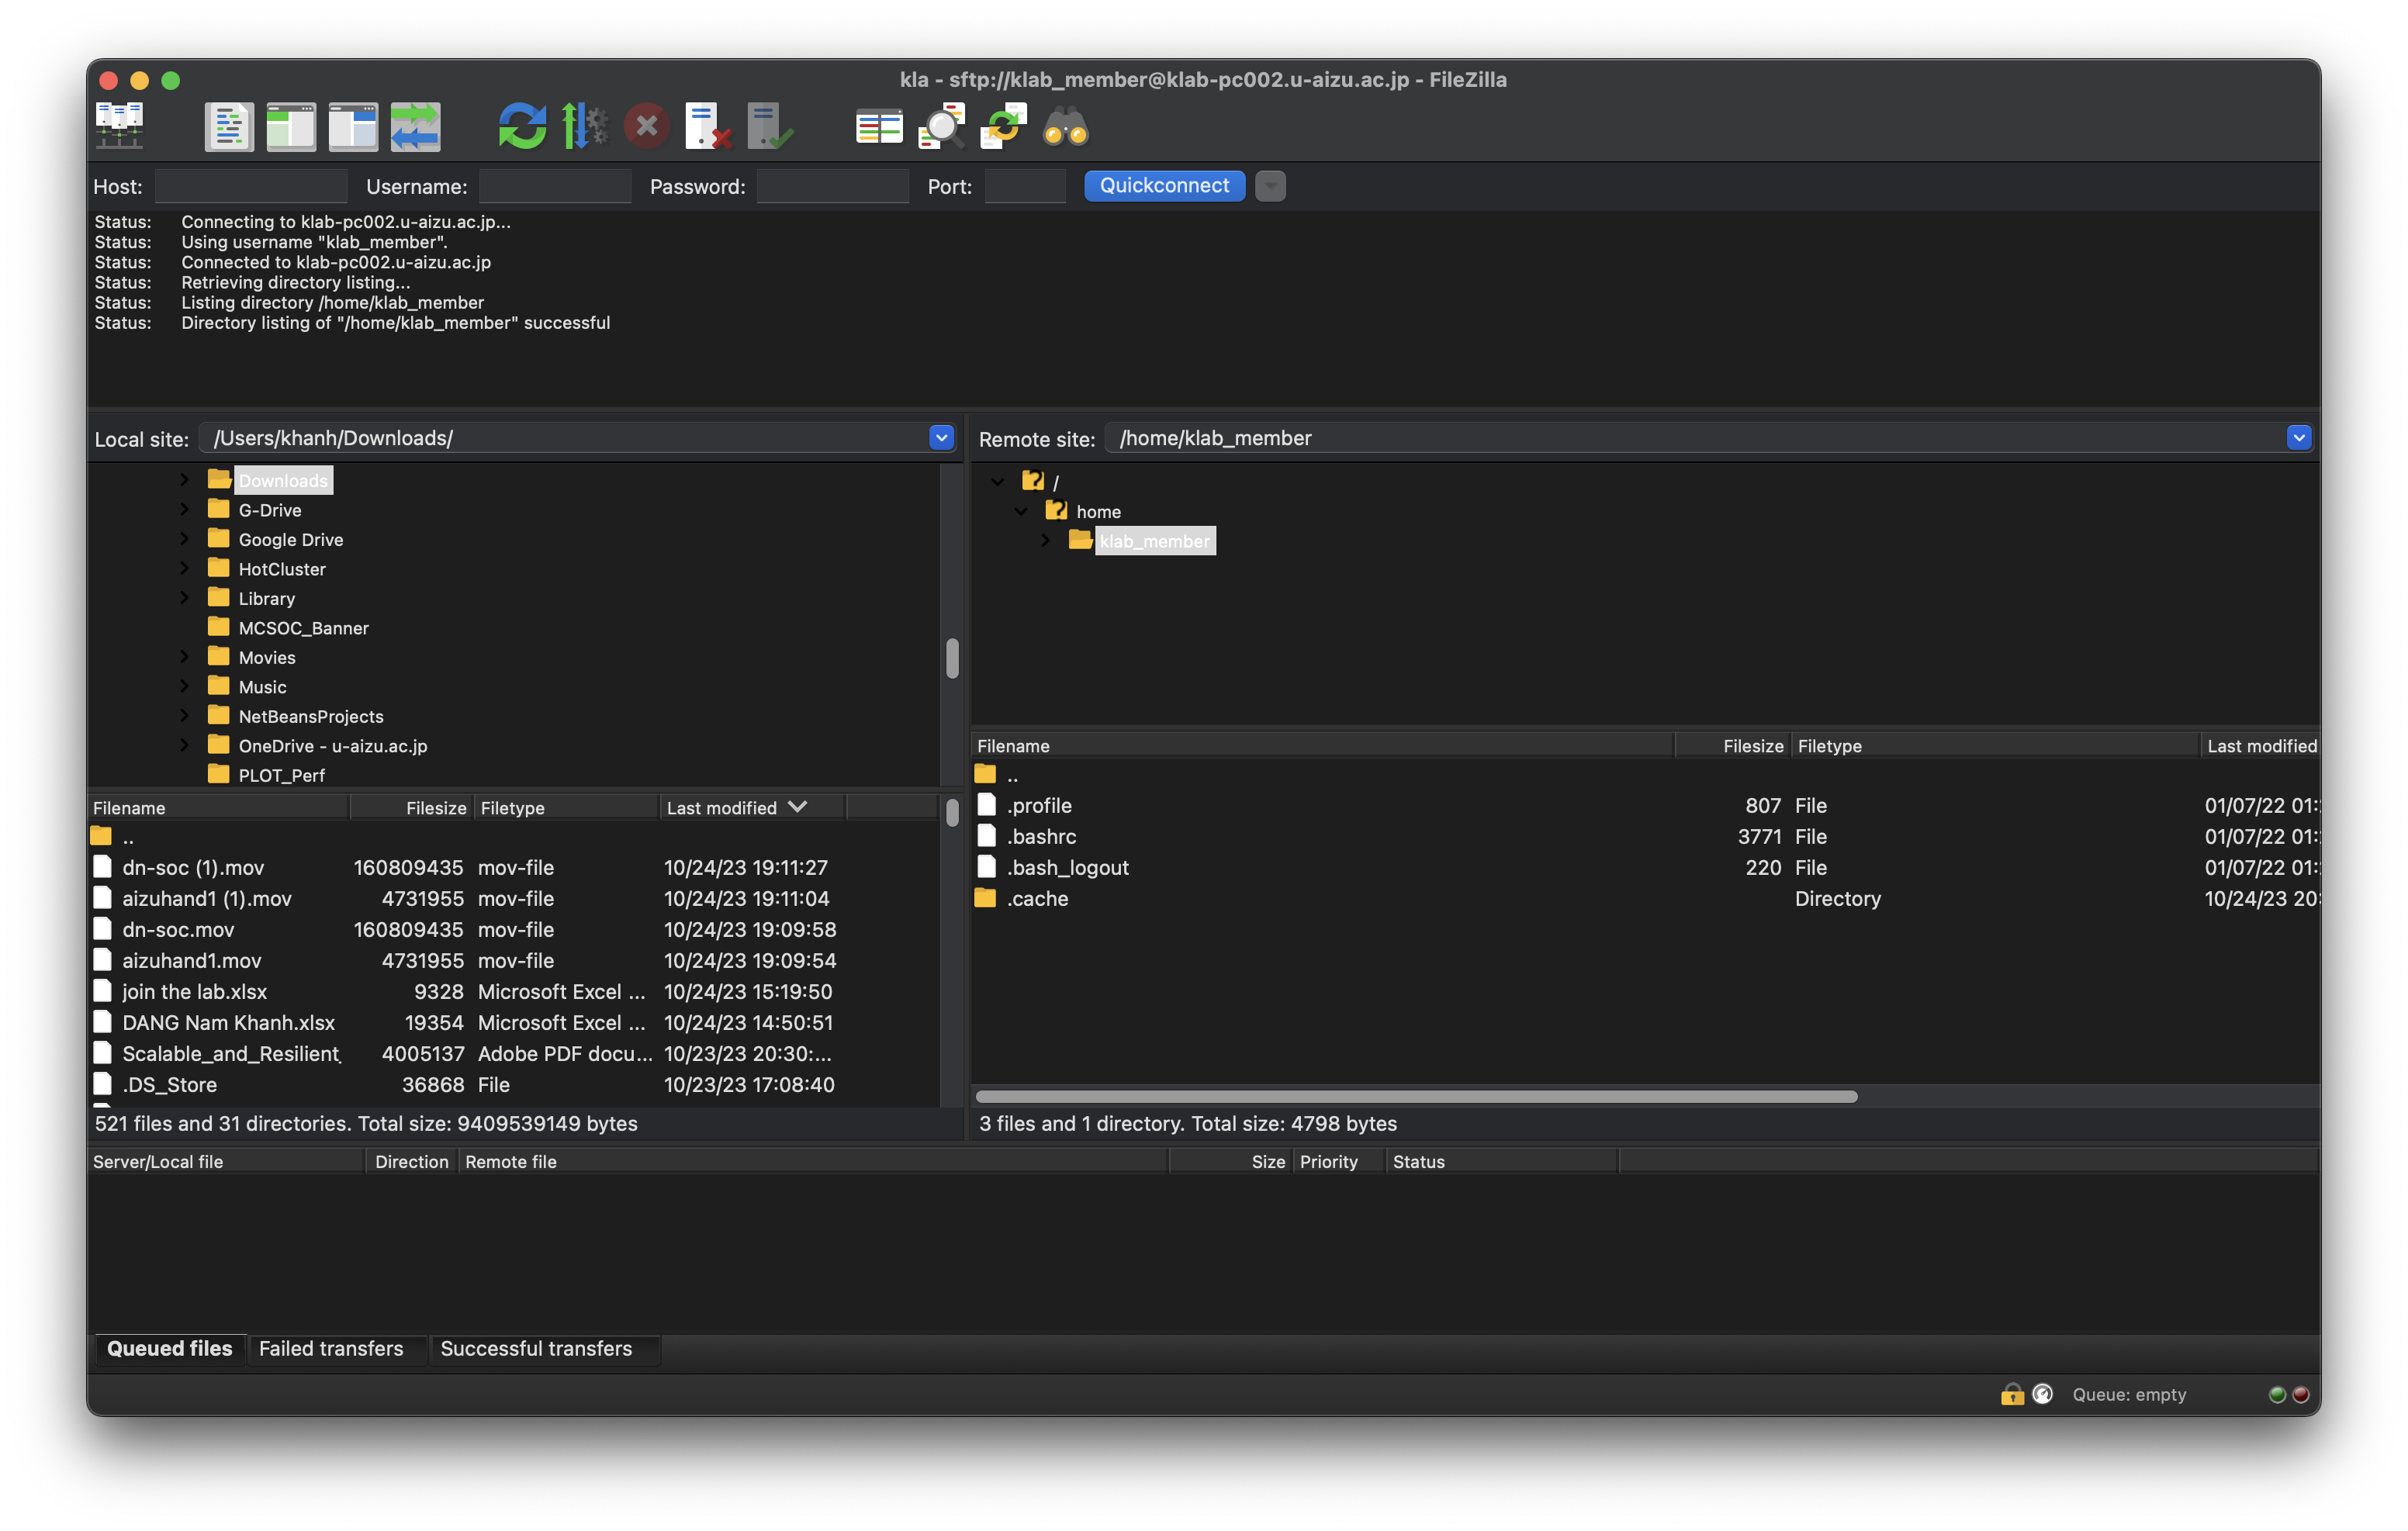 kla - sftp://klab_member@klab-pc002.u-aizu.ac.jp - FileZilla
Host: Username: Password: Port: Quickconnect
Status: Connecting to klab-pc002.u-aizu.ac.jp...
Status: Using username "klab_member".
Status: Connected to klab-pc002.u-aizu.ac.jp
Status: Retrieving directory listing...
Status: Listing directory /home/klab_member
Status: Directory listing of "/home/klab_member" successful
Local site: /Users/khanh/Downloads/
Downloads
G-Drive
Google Drive
HotCluster
Library
MCSOC_Banner
Movies
Music
NetBeansProjects
OneDrive - u-aizu.ac.jp
PLOT_Perf
Filename Filesize Filetype Last modified
..
dn-soc (1).mov 160809435 mov-file 10/24/23 19:11:27
aizuhand1 (1).mov 4731955 mov-file 10/24/23 19:11:04
dn-soc.mov 160809435 mov-file 10/24/23 19:09:58
aizuhand1.mov 4731955 mov-file 10/24/23 19:09:54
join the lab.xlsx 9328 Microsoft Excel ... 10/24/23 15:19:50
DANG Nam Khanh.xlsx 19354 Microsoft Excel ... 10/24/23 14:50:51
Scalable_and_Resilient_ 4005137 Adobe PDF docu... 10/23/23 20:30:...
.DS_Store 36868 File 10/23/23 17:08:40
521 files and 31 directories. Total size: 9409539149 bytes
Remote site: /home/klab_member
/
home
klab_member
Filename Filesize Filetype Last modified
..
.profile 807 File 01/07/22 01:
.bashrc 3771 File 01/07/22 01:
.bash_logout 220 File 01/07/22 01:
.cache Directory 10/24/23 20:
3 files and 1 directory. Total size: 4798 bytes
Server/Local file Direction Remote file Size Priority Status
Queued files Failed transfers Successful transfers
Queue: empty